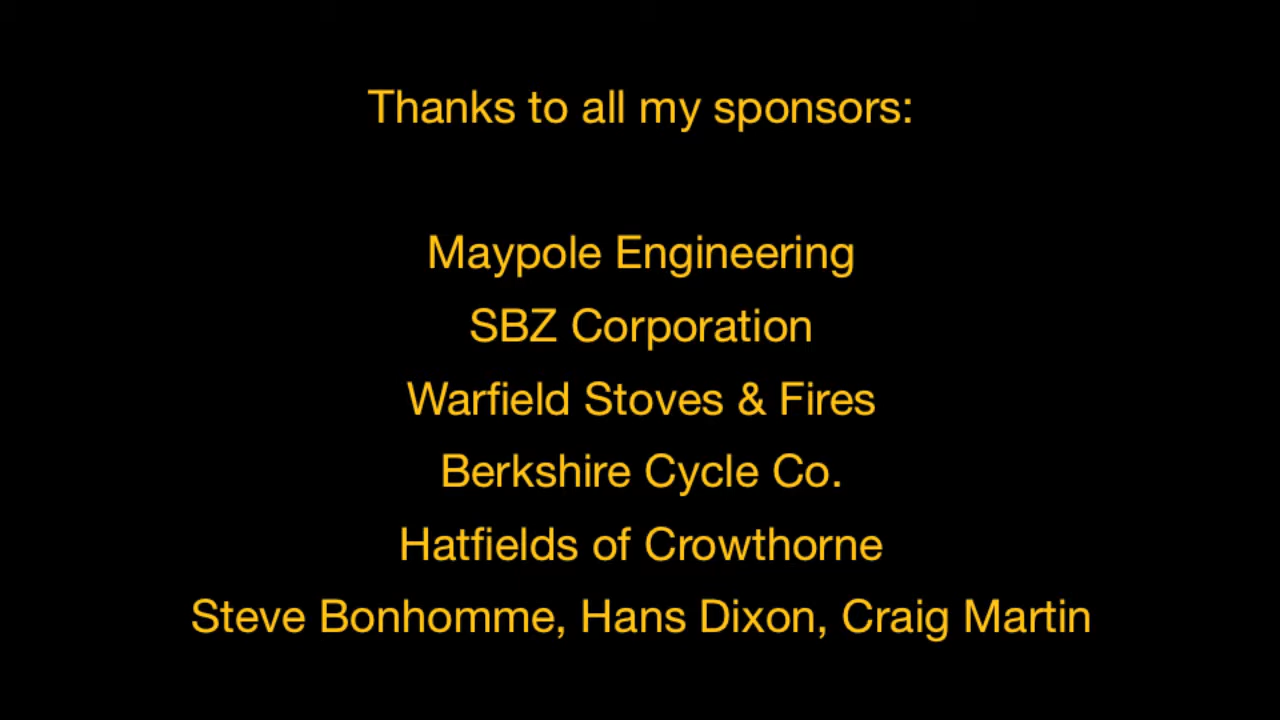 Thanks to all my sponsors:
Maypole Engineering
SBZ Corporation
Warfield Stoves & Fires
Berkshire Cycle Co.
Hatfields of Crowthorne
Steve Bonhomme, Hans Dixon, Craig Martin